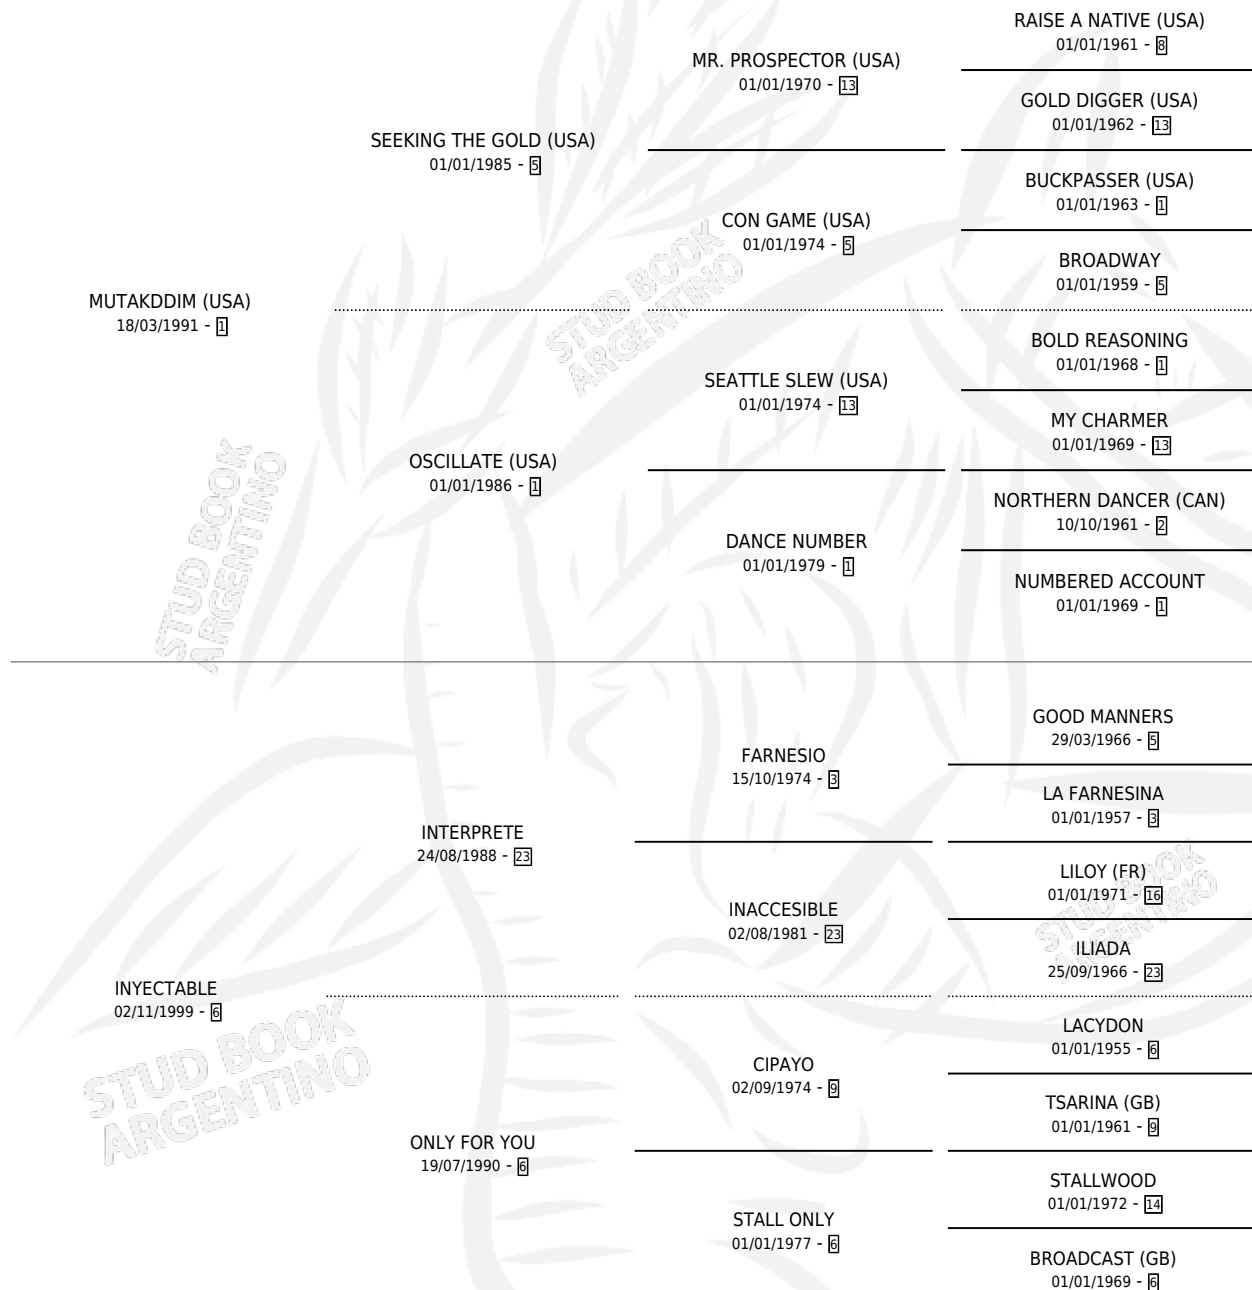 RAISE A NATIVE (USA)
01/01/1961 - 8
MR. PROSPECTOR (USA)
01/01/1970 - 13
GOLD DIGGER (USA)
01/01/1962 - 13
SEEKING THE GOLD (USA)
01/01/1985 - 5
BUCKPASSER (USA)
01/01/1963 - 1
CON GAME (USA)
01/01/1974 - 5
BROADWAY
01/01/1959 - 5
MUTAKDDIM (USA)
18/03/1991 - 1
STUD BOOK
ARGENTINO
BOLD REASONING
01/01/1968 - 1
SEATTLE SLEW (USA)
01/01/1974 - 13
MY CHARMER
01/01/1969 - 13
OSCILLATE (USA)
01/01/1986 - 1
NORTHERN DANCER (CAN)
10/10/1961 - 2
DANCE NUMBER
01/01/1979 - 1
NUMBERED ACCOUNT
01/01/1969 - 1
STUD BOOK
ARGENTINO
GOOD MANNERS
29/03/1966 - 5
FARNESIO
15/10/1974 - 3
LA FARNESINA
01/01/1957 - 3
INTERPRETE
24/08/1988 - 23
LILOY (FR)
01/01/1971 - 16
INACCESIBLE
02/08/1981 - 23
STUD BOOK
ARGENTINO
ILIADA
25/09/1966 - 23
INYECTABLE
02/11/1999 - 6
LACYDON
01/01/1955 - 6
CIPAYO
02/09/1974 - 9
TSARINA (GB)
01/01/1961 - 9
STUD BOOK
ARGENTINO
ONLY FOR YOU
19/07/1990 - 6
STALLWOOD
01/01/1972 - 14
STALL ONLY
01/01/1977 - 6
BROADCAST (GB)
01/01/1969 - 6